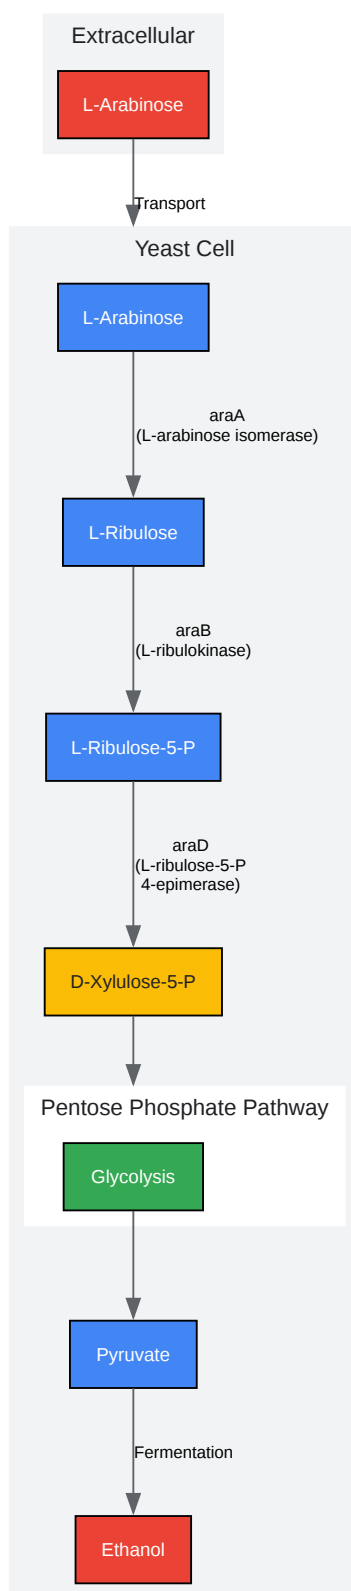 Extracellular
L-Arabinose
Transport
Yeast Cell
L-Arabinose
araA
(L-arabinose isomerase)
L-Ribulose
araB
(L-ribulokinase)
L-Ribulose-5-P
araD
(L-ribulose-5-P
4-epimerase)
D-Xylulose-5-P
Pentose Phosphate Pathway
Glycolysis
Pyruvate
Fermentation
Ethanol